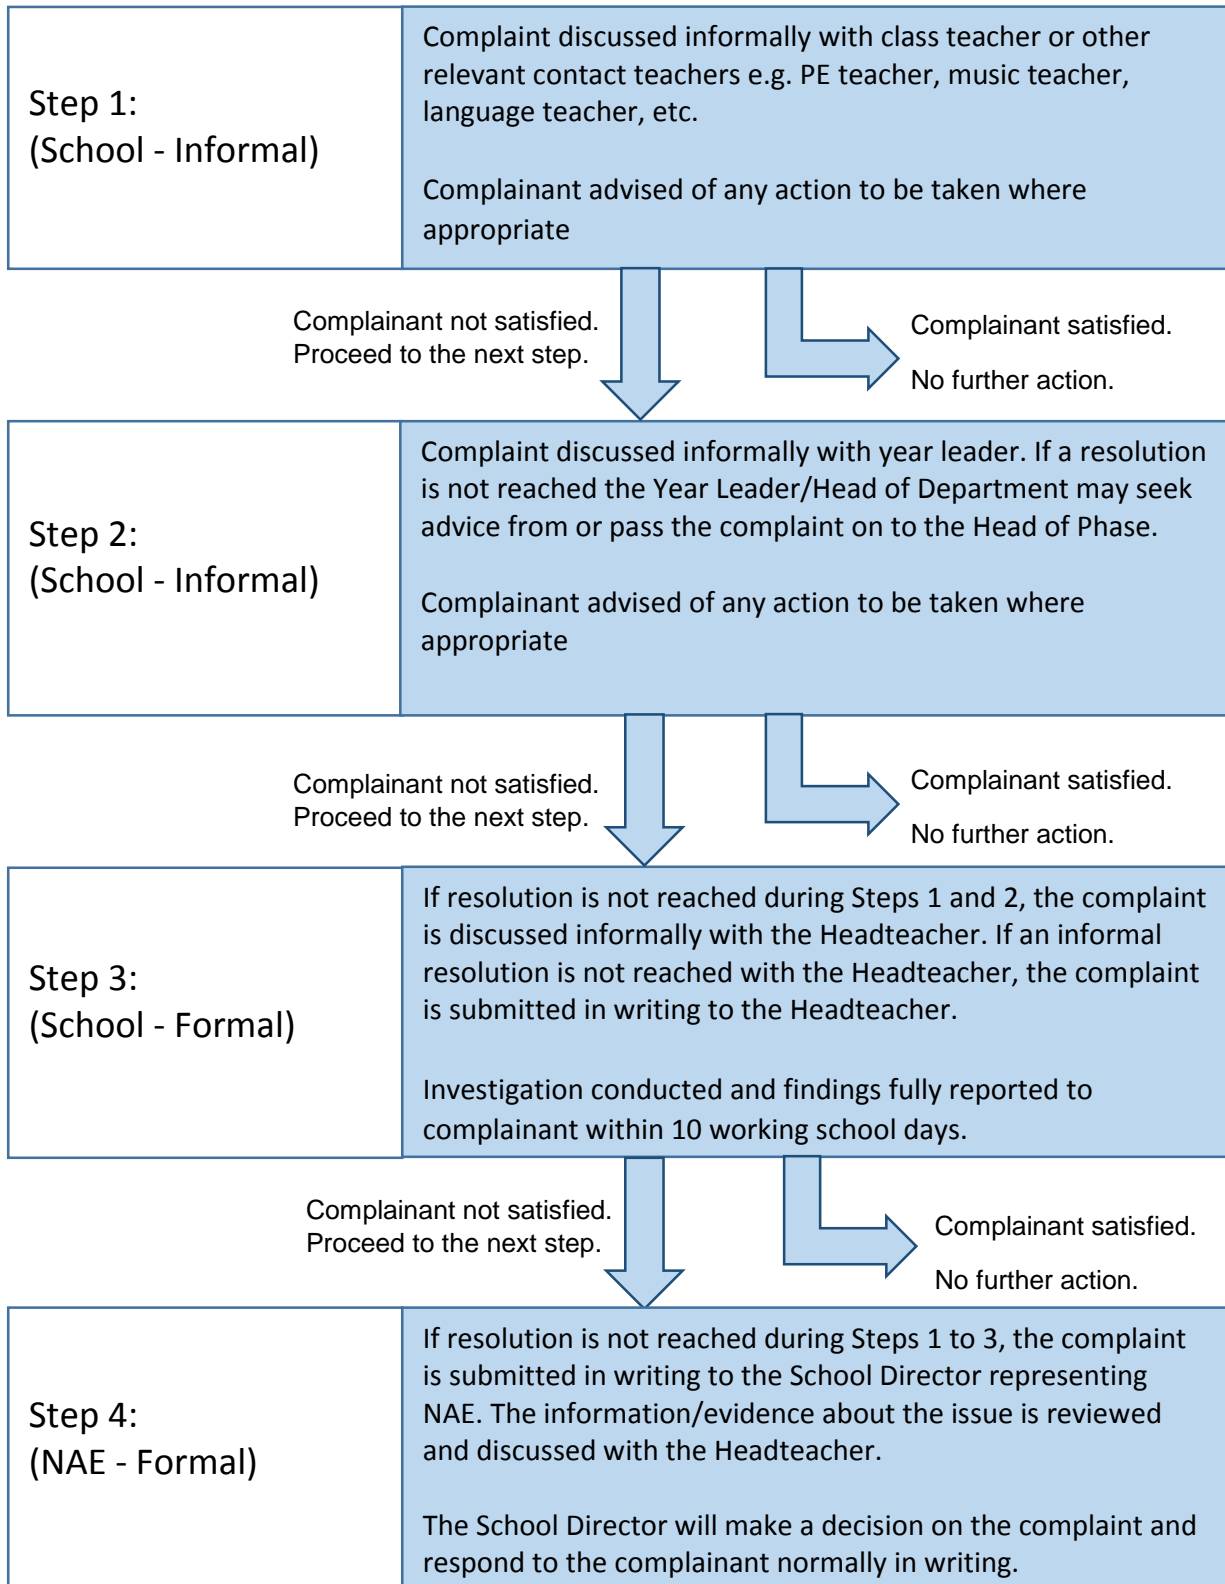 Step 1:
(School - Informal)
Complaint discussed informally with class teacher or other
relevant contact teachers e.g. PE teacher, music teacher,
language teacher, etc.
Complainant advised of any action to be taken where
appropriate
Complainant not satisfied.
Proceed to the next step.
Complainant satisfied.
No further action.
Step 2:
(School - Informal)
Complaint discussed informally with year leader. If a resolution
is not reached the Year Leader/Head of Department may seek
advice from or pass the complaint on to the Head of Phase.
Complainant advised of any action to be taken where
appropriate
Complainant not satisfied.
Proceed to the next step.
Complainant satisfied.
No further action.
Step 3:
(School - Formal)
If resolution is not reached during Steps 1 and 2, the complaint
is discussed informally with the Headteacher. If an informal
resolution is not reached with the Headteacher, the complaint
is submitted in writing to the Headteacher.
Investigation conducted and findings fully reported to
complainant within 10 working school days.
Complainant not satisfied.
Proceed to the next step.
Complainant satisfied.
No further action.
Step 4:
(NAE - Formal)
If resolution is not reached during Steps 1 to 3, the complaint
is submitted in writing to the School Director representing
NAE. The information/evidence about the issue is reviewed
and discussed with the Headteacher.
The School Director will make a decision on the complaint and
respond to the complainant normally in writing.